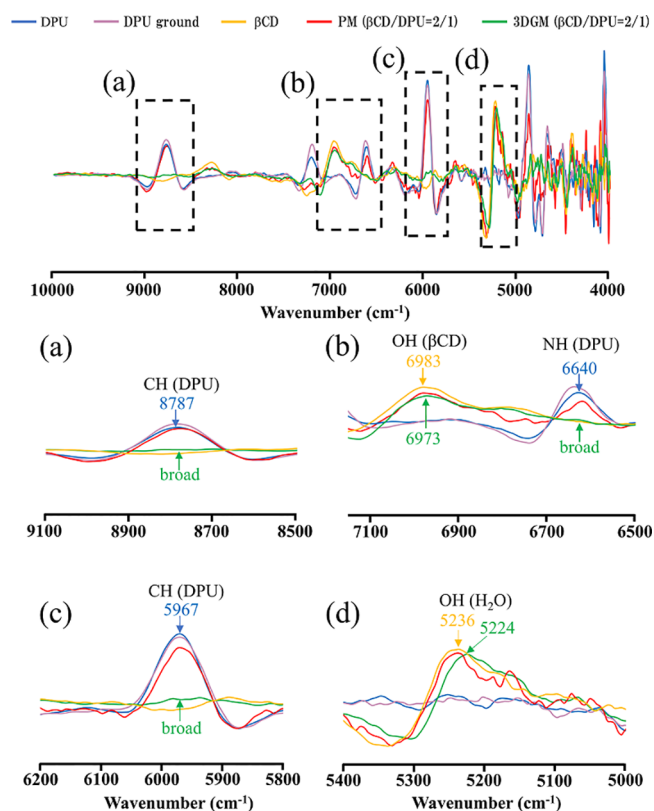 DPU DPU ground βCD PM (βCD/DPU=2/1) 3DGM (βCD/DPU=2/1)
(a) (b) (c) (d)
10000 9000 8000 7000 6000 5000 4000
Wavenumber (cm-1)
(a)
CH (DPU)
8787
broad
9100 8900 8700 8500
(b)
OH (βCD)
6983
NH (DPU)
6640
6973
broad
7100 6900 6700 6500
(c)
CH (DPU)
5967
broad
6200 6100 6000 5900 5800
Wavenumber (cm-1)
(d)
OH (H2O)
5236
5224
5400 5300 5200 5100 5000
Wavenumber (cm-1)